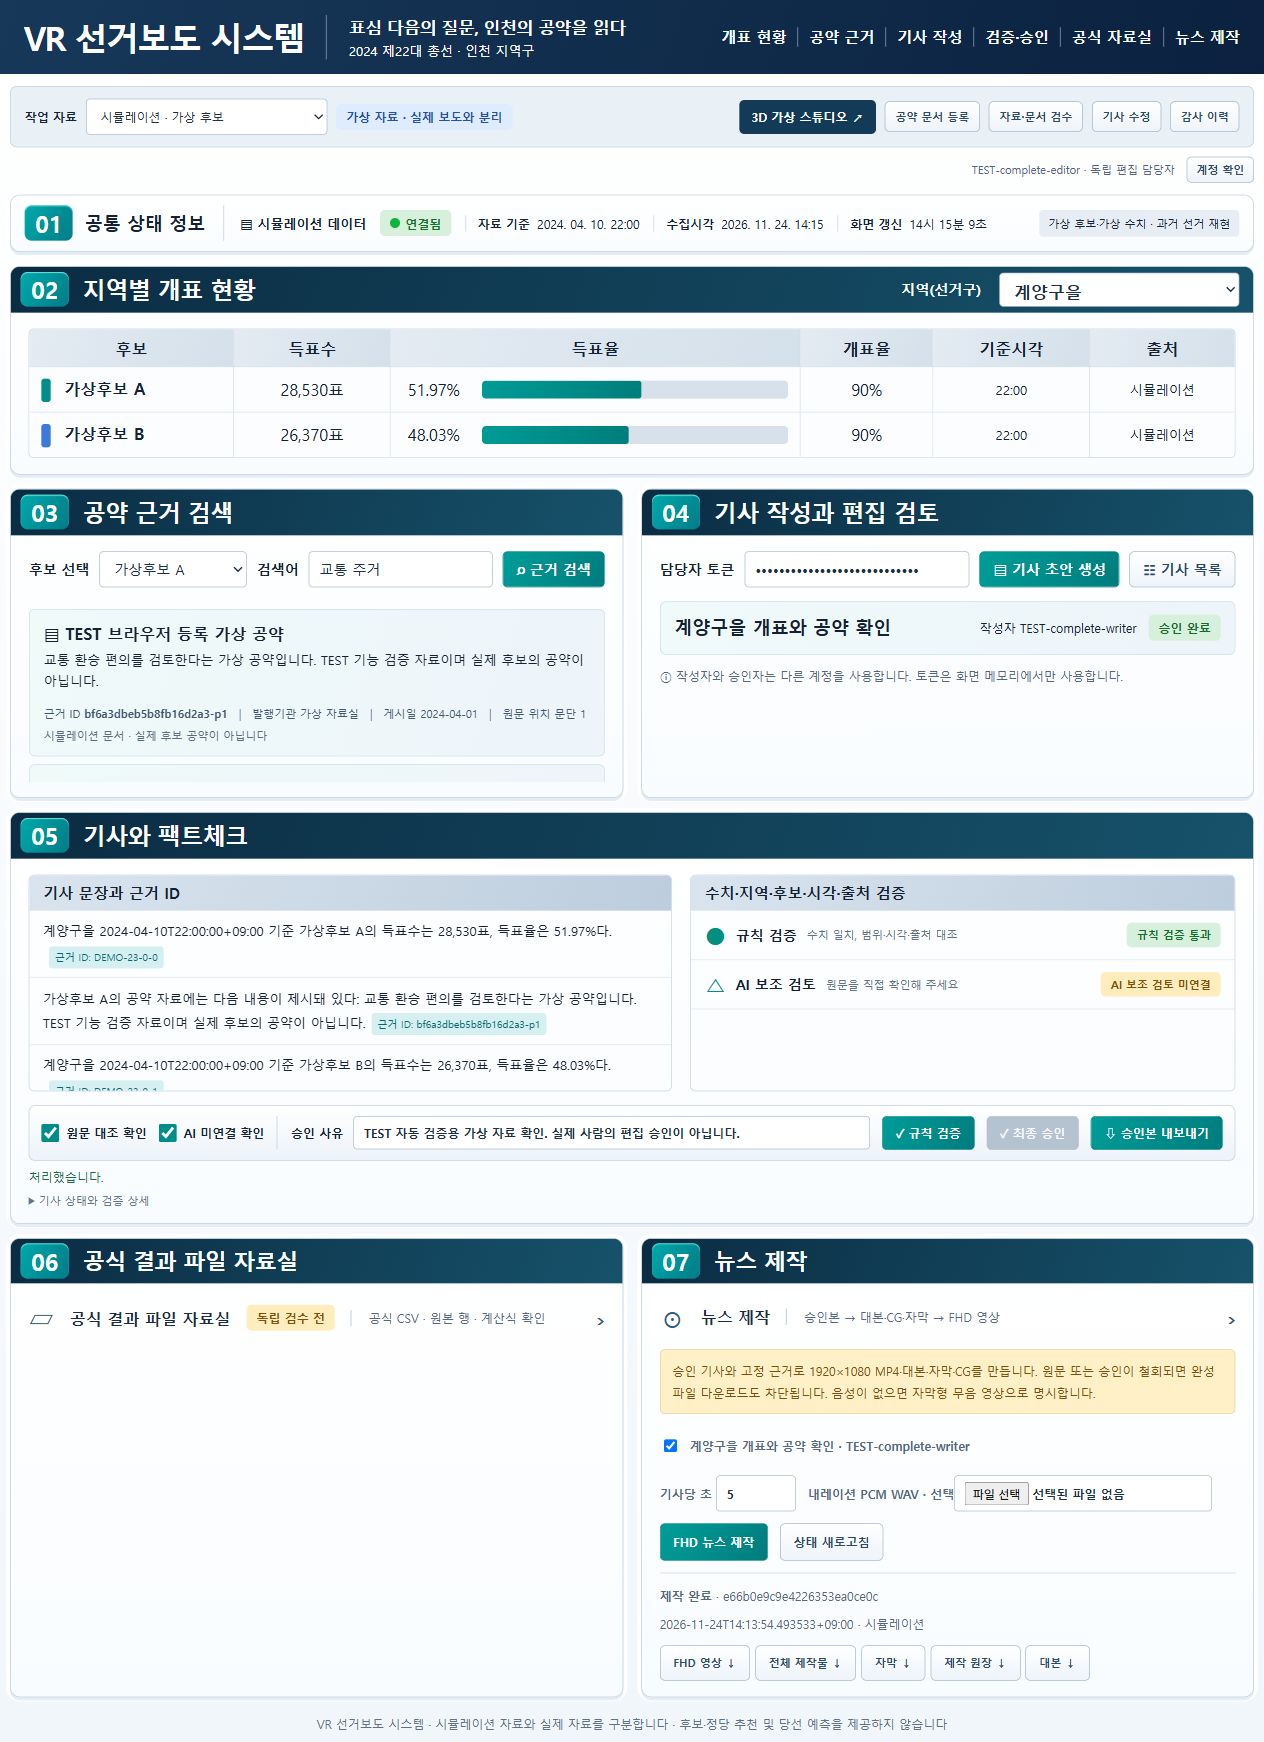 VR 선거보도 시스템
표심 다음의 질문, 인천의 공약을 읽다
2024 제22대 총선 · 인천 지역구
개표 현황 공약 근거 기사 작성 검증·승인 공식 자료실 뉴스 제작
작업 자료 시뮬레이션 · 가상 후보 가상 자료 · 실제 보도와 분리 3D 가상 스튜디오 ↗ 공약 문서 등록 자료·문서 검수 기사 수정 감사 이력
TEST-complete-editor · 독립 편집 담당자 계정 확인
01 공통 상태 정보 시뮬레이션 데이터 연결됨 자료 기준 2024. 04. 10. 22:00 수집시각 2026. 11. 24. 14:15 화면 갱신 14시 15분 9초 가상 후보·가상 수치 · 과거 선거 재현
02 지역별 개표 현황 지역(선거구) 계양구을
후보 득표수 득표율 개표율 기준시각 출처
가상후보 A 28,530표 51.97% 90% 22:00 시뮬레이션
가상후보 B 26,370표 48.03% 90% 22:00 시뮬레이션
03 공약 근거 검색
후보 선택 가상후보 A 검색어 교통 주거 근거 검색
TEST 브라우저 등록 가상 공약
교통 환승 편의를 검토한다는 가상 공약입니다. TEST 기능 검증 자료이며 실제 후보의 공약이
아닙니다.
근거 ID bf6a3dbeb5b8fb16d2a3-p1 | 발행기관 가상 자료실 | 게시일 2024-04-01 | 원문 위치 문단 1
시뮬레이션 문서 · 실제 후보 공약이 아닙니다
04 기사 작성과 편집 검토
담당자 토큰 •••••••••••••••••••••••••••• 기사 초안 생성 기사 목록
계양구을 개표와 공약 확인 작성자 TEST-complete-writer 승인 완료
ⓘ 작성자와 승인자는 다른 계정을 사용합니다. 토큰은 화면 메모리에서만 사용합니다.
05 기사와 팩트체크
기사 문장과 근거 ID
계양구을 2024-04-10T22:00:00+09:00 기준 가상후보 A의 득표수는 28,530표, 득표율은 51.97%다.
근거 ID: DEMO-23-0-0
가상후보 A의 공약 자료에는 다음 내용이 제시돼 있다: 교통 환승 편의를 검토한다는 가상 공약입니다.
TEST 기능 검증 자료이며 실제 후보의 공약이 아닙니다. 근거 ID: bf6a3dbeb5b8fb16d2a3-p1
계양구을 2024-04-10T22:00:00+09:00 기준 가상후보 B의 득표수는 26,370표, 득표율은 48.03%다.
근거 ID: DEMO-23-0-1
수치·지역·후보·시각·출처 검증
규칙 검증 수치 일치, 범위·시각·출처 대조 규칙 검증 통과
AI 보조 검토 원문을 직접 확인해 주세요 AI 보조 검토 미연결
원문 대조 확인 AI 미연결 확인 승인 사유 TEST 자동 검증용 가상 자료 확인. 실제 사람의 편집 승인이 아닙니다. ✓ 규칙 검증 ✓ 최종 승인 ⇩ 승인본 내보내기
처리했습니다.
▶ 기사 상태와 검증 상세
06 공식 결과 파일 자료실
공식 결과 파일 자료실 독립 검수 전 공식 CSV · 원본 행 · 계산식 확인 ›
07 뉴스 제작
뉴스 제작 승인본 → 대본·CG·자막 → FHD 영상 ›
승인 기사와 고정 근거로 1920×1080 MP4·대본·자막·CG를 만듭니다. 원문 또는 승인이 철회되면 완성
파일 다운로드도 차단됩니다. 음성이 없으면 자막형 무음 영상으로 명시합니다.
계양구을 개표와 공약 확인 · TEST-complete-writer
기사당 초 5 내레이션 PCM WAV · 선택 파일 선택 선택된 파일 없음
FHD 뉴스 제작 상태 새로고침
제작 완료 · e66b0e9c9e4226353ea0ce0c
2026-11-24T14:13:54.493533+09:00 · 시뮬레이션
FHD 영상 ↓ 전체 제작물 ↓ 자막 ↓ 제작 원장 ↓ 대본 ↓
VR 선거보도 시스템 · 시뮬레이션 자료와 실제 자료를 구분합니다 · 후보·정당 추천 및 당선 예측을 제공하지 않습니다